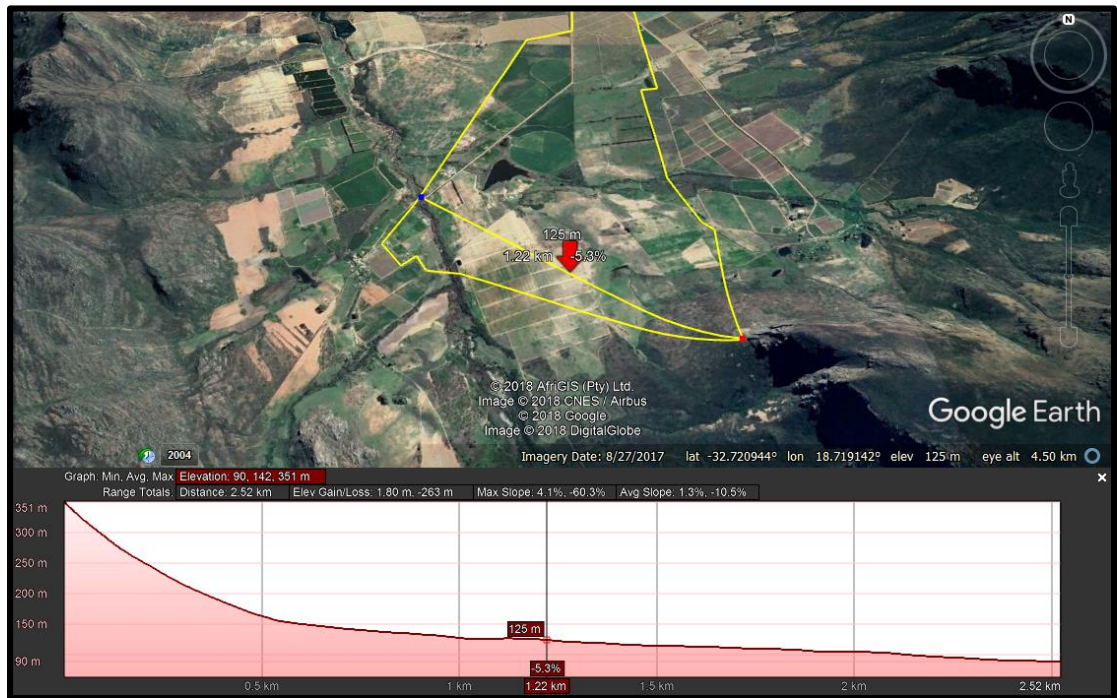 N
125 m
1.22 km -5.3%
© 2018 AfriGIS (Pty) Ltd.
Image © 2018 CNES / Airbus
© 2018 Google
Image © 2018 DigitalGlobe
Google Earth
2004
Imagery Date: 8/27/2017 lat -32.720944° lon 18.719142° elev 125 m eye alt 4.50 km
Graph: Min, Avg, Max Elevation: 90, 142, 351 m
Range Totals: Distance: 2.52 km Elev Gain/Loss: 1.80 m, -263 m Max Slope: 4.1%, -60.3% Avg Slope: 1.3%, -10.5%
351 m
300 m
250 m
200 m
150 m
90 m
125 m
-5.3%
0.5 km 1 km 1.22 km 1.5 km 2 km 2.52 km